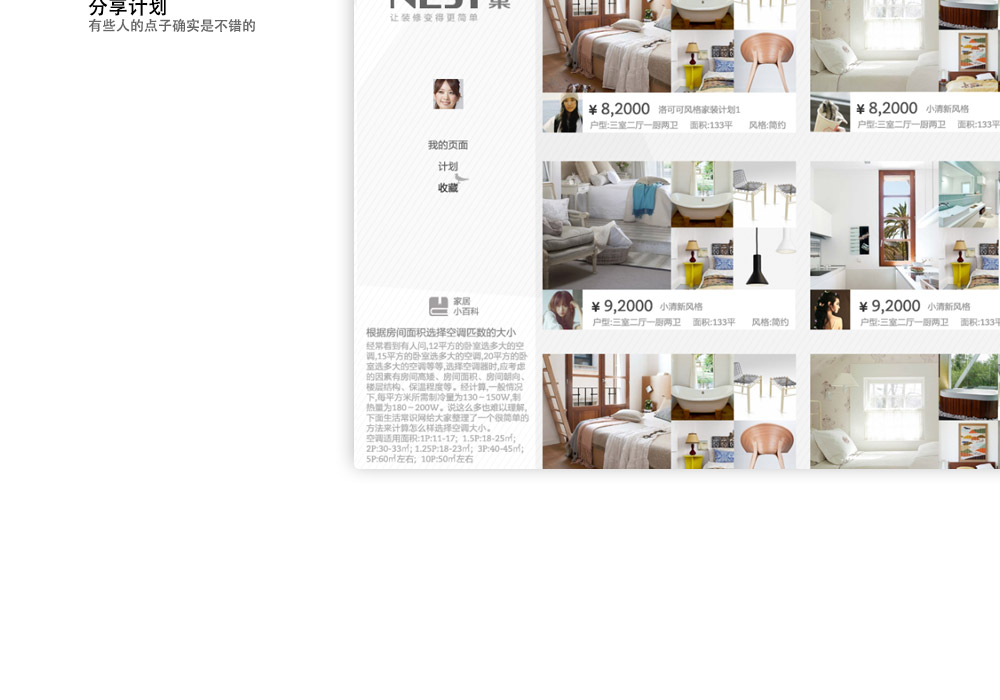 分享计划
有些人的点子确实是不错的
NEST 巢
让装修变得更简单
我的页面
计划
收藏
家居
小百科
根据房间面积选择空调匹数的大小
经常看到有人问,12平方的卧室选多大的空
调,15平方的卧室选多大的空调,20平方的卧
室选多大的空调等等,选择空调器时,应考虑
的因素有房间高矮、房间面积、房间朝向、
楼层结构、保温程度等。经计算,一般情况
下,每平方米所需制冷量为130－150W,制
热量为180－200W。说这么多也难以理解,
下面生活常识网给大家整理了一个很简单的
方法来计算怎么样选择空调大小。
空调适用面积:1P:11-17; 1.5P:18-25㎡;
2P:30-33㎡; 1.25P:18-23㎡; 3P:40-45㎡;
5P:60㎡左右; 10P:50㎡左右
¥ 8,2000 洛可可风格家装计划1
户型:三室二厅一厨两卫 面积:133平 风格:简约
¥ 8,2000 小清新风格
户型:三室二厅一厨两卫 面积:133平
¥ 9,2000 小清新风格
户型:三室二厅一厨两卫 面积:133平 风格:简约
¥ 9,2000 小清新风格
户型:三室二厅一厨两卫 面积:133平